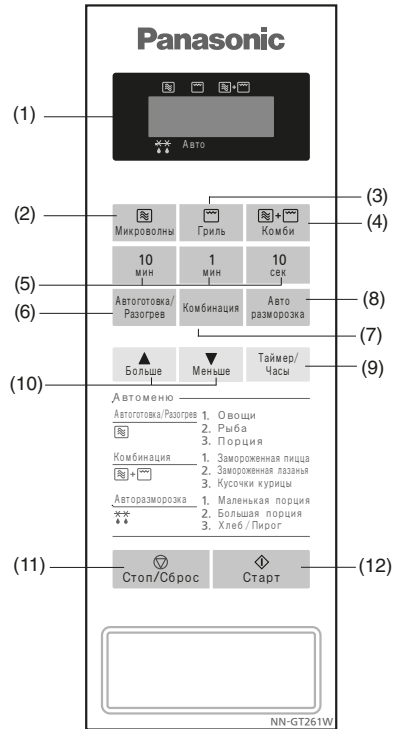 Panasonic
(1)
Авто
(3)
(2)
Микроволны
Гриль
Комби
(4)
10 мин
1 мин
10 сек
(5)
(6)
Автоготовка/
Разогрев
Комбинация
Авто
разморозка
(8)
(7)
Больше
Меньше
Таймер/
Часы
(9)
(10)
Автоменю
Автоготовка/Разогрев 1. Овощи
2. Рыба
3. Порция
Комбинация 1. Замороженная пицца
2. Замороженная лазанья
3. Кусочки курицы
Авторазморозка 1. Маленькая порция
2. Большая порция
3. Хлеб/Пирог
(11)
Стоп/Сброс
Старт
(12)
NN-GT261W